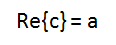 Re{c} = a